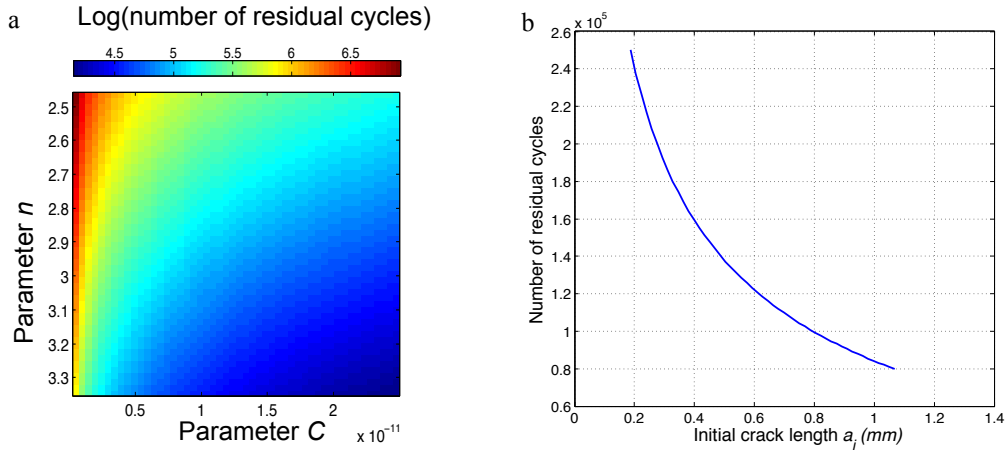 a
Log(number of residual cycles)
4.5 5 5.5 6 6.5
Parameter n
2.5
2.6
2.7
2.8
2.9
3
3.1
3.2
3.3
0.5 1 1.5 2
Parameter C x 10⁻¹¹
b
x 10⁵
Number of residual cycles
2.6
2.4
2.2
2
1.8
1.6
1.4
1.2
1
0.8
0.6
0 0.2 0.4 0.6 0.8 1 1.2 1.4
Initial crack length aᵢ (mm)